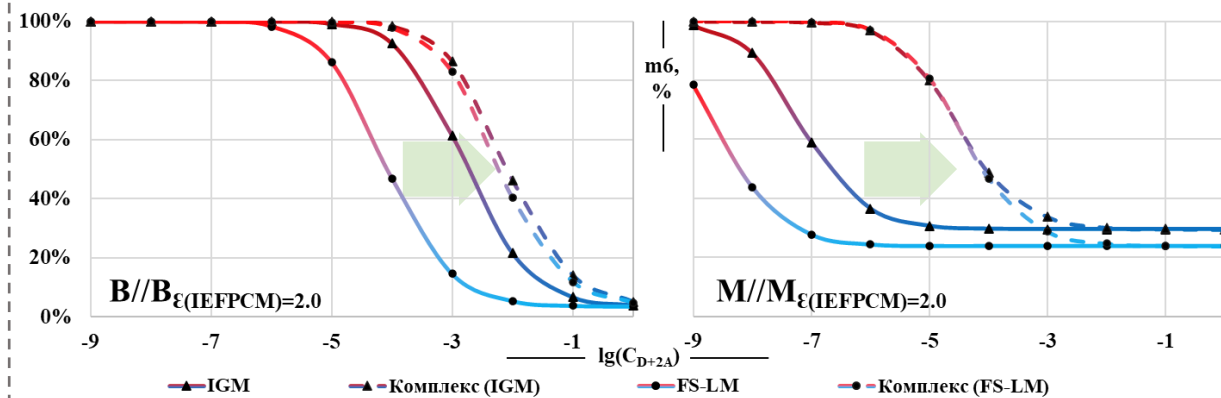 100%
80%
60%
40%
20%
0%
m6,
%
B//Bε(IEFPCM)=2.0
M//Mε(IEFPCM)=2.0
-9 -7 -5 -3 -1
-9 -7 -5 -3 -1
lg(CD+2A)
IGM Комплекс (IGM) FS-LM Комплекс (FS-LM)